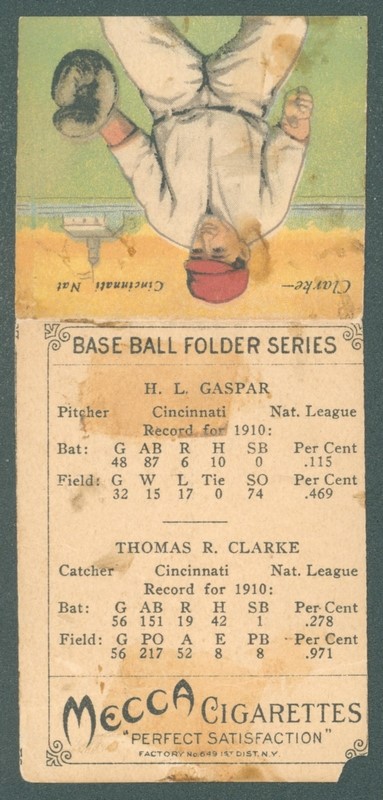 Clarke— Cincinnati Nat
BASE BALL FOLDER SERIES
H. L. GASPAR
Pitcher Cincinnati Nat. League
Record for 1910:
Bat: G AB R H SB Per Cent
48 87 6 10 0 .115
Field: G W L Tie SO Per Cent
32 15 17 0 74 .469
THOMAS R. CLARKE
Catcher Cincinnati Nat. League
Record for 1910:
Bat: G AB R H SB Per Cent
56 151 19 42 1 .278
Field: G PO A E PB Per Cent
56 217 52 8 8 .971
MECCA CIGARETTES
"PERFECT SATISFACTION"
FACTORY No. 649 1ST DIST. N.Y.